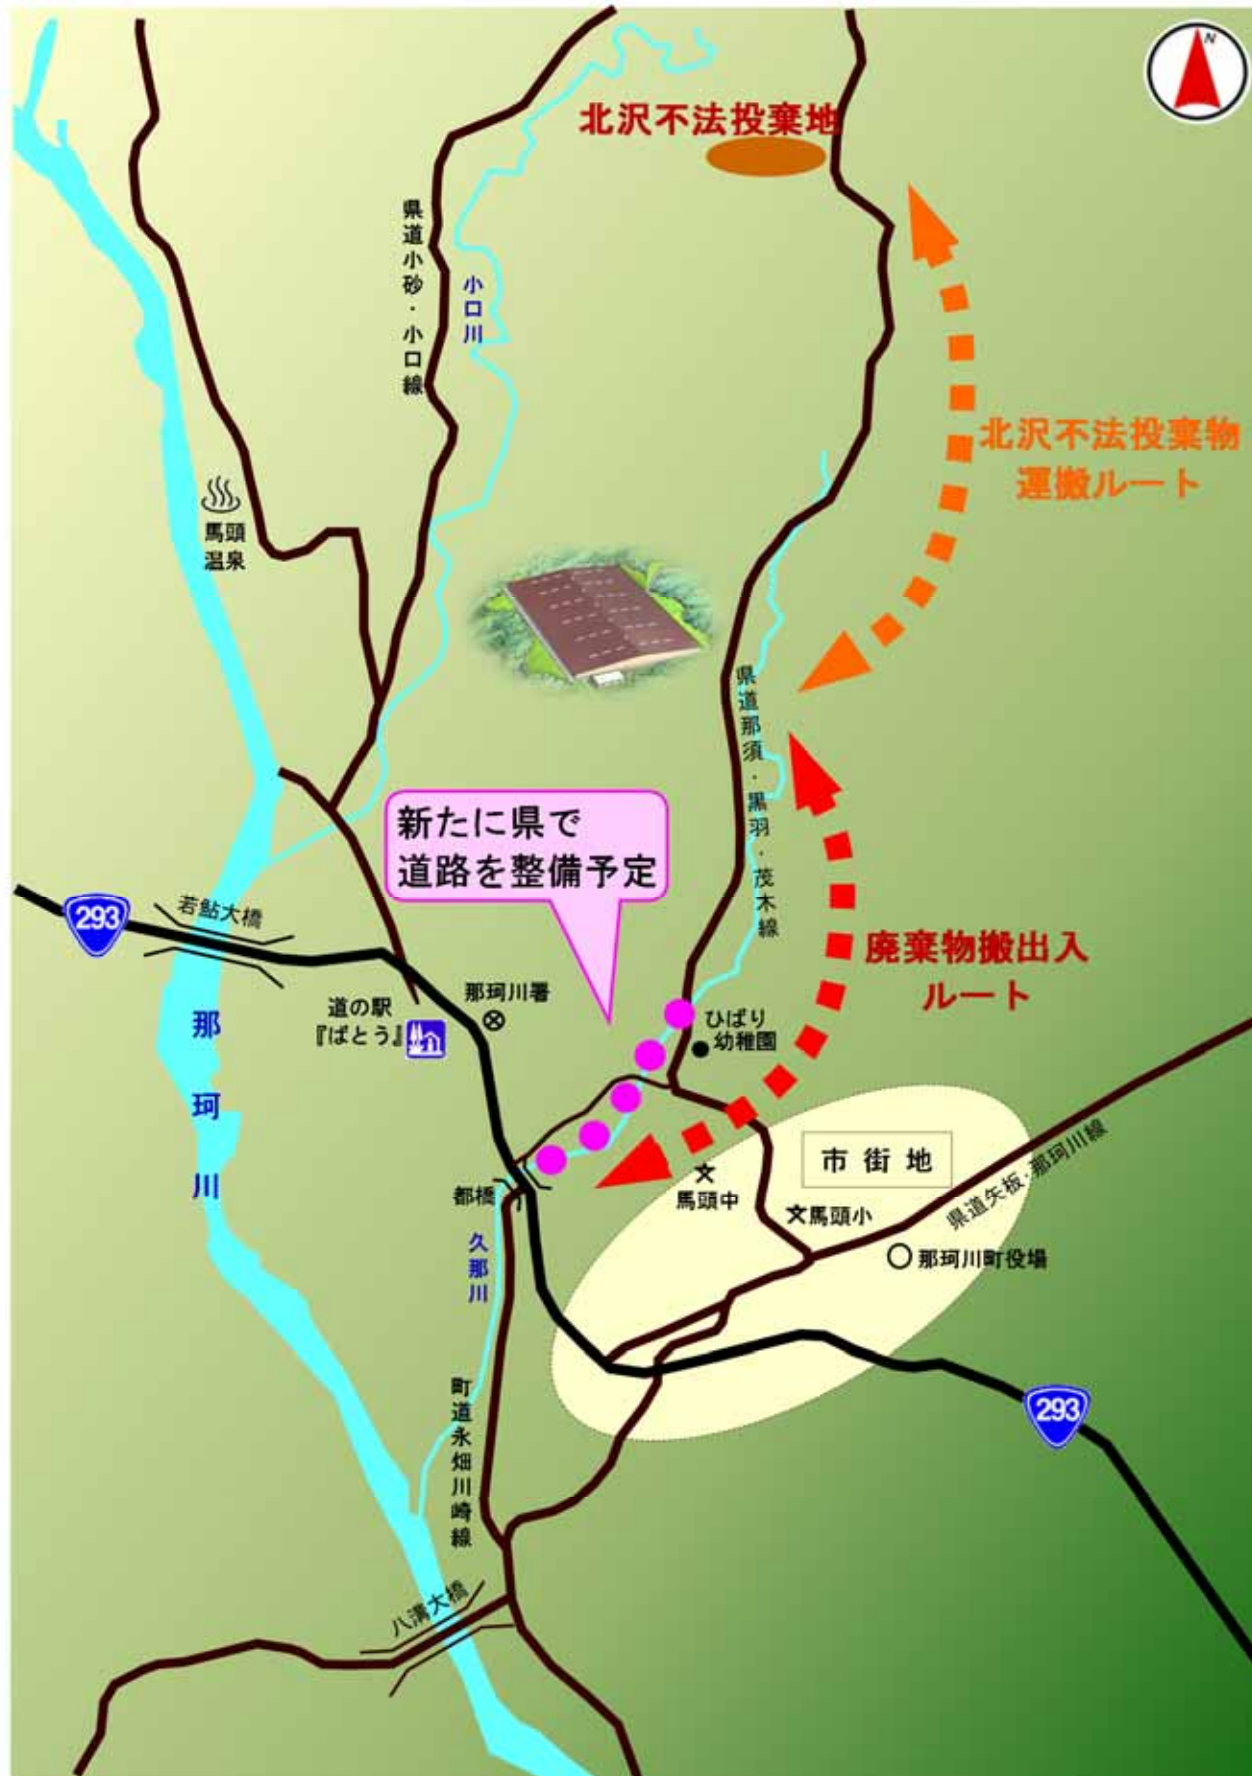 N
北沢不法投棄地
県道小砂・小口線
小口川
北沢不法投棄物
運搬ルート
馬頭
温泉
県道那須・黒羽・茂木線
新たに県で
道路を整備予定
293
若鮎大橋
廃棄物搬出入
ルート
那珂川署
道の駅
『ばとう』
ひばり
幼稚園
那珂川
市街地
県道矢板・那珂川線
都橋
馬頭中
馬頭小
久那川
那珂川町役場
町道永畑川崎線
293
八溝大橋